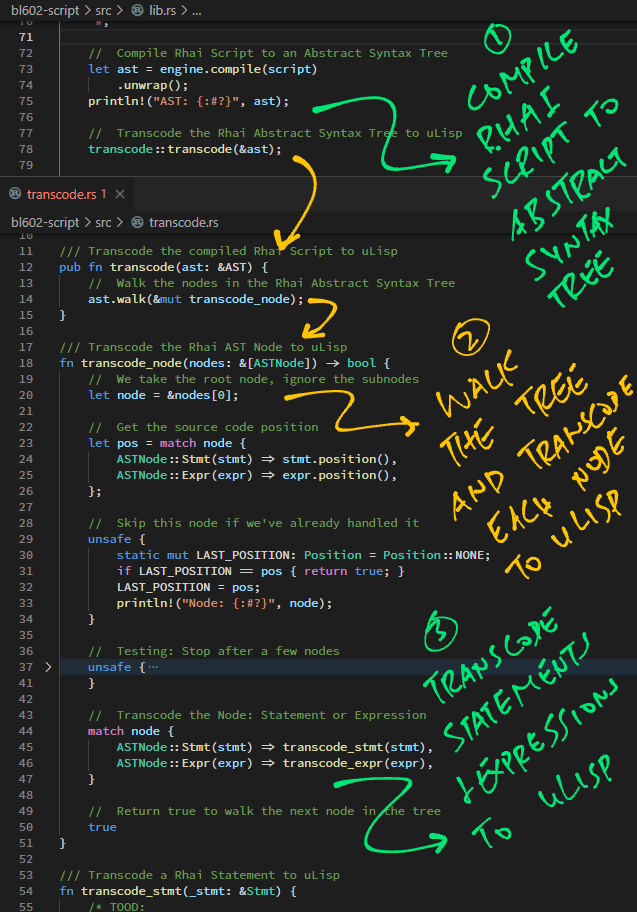 bl602-script > src > lib.rs > ...
70 #,
71
72 // Compile Rhai Script to an Abstract Syntax Tree
73 let ast = engine.compile(script)
74 .unwrap();
75 println!("AST: {:#?}", ast);
76
77 // Transcode the Rhai Abstract Syntax Tree to uLisp
78 transcode::transcode(&ast);
79
① COMPILE
RHAI
SCRIPT TO
ABSTRACT
SYNTAX
TREE
transcode.rs 1 ×
bl602-script > src > transcode.rs
10
11 /// Transcode the compiled Rhai Script to uLisp
12 pub fn transcode(ast: &AST) {
13 // Walk the nodes in the Rhai Abstract Syntax Tree
14 ast.walk(&mut transcode_node);
15 }
16
17 /// Transcode the Rhai AST Node to uLisp
18 fn transcode_node(nodes: &[ASTNode]) → bool {
19 // We take the root node, ignore the subnodes
20 let node = &nodes[0];
21
22 // Get the source code position
23 let pos = match node {
24 ASTNode::Stmt(stmt) ⇒ stmt.position(),
25 ASTNode::Expr(expr) ⇒ expr.position(),
26 };
27
28 // Skip this node if we've already handled it
29 unsafe {
30 static mut LAST_POSITION: Position = Position::NONE;
31 if LAST_POSITION == pos { return true; }
32 LAST_POSITION = pos;
33 println!("Node: {:#?}", node);
34 }
35
36 // Testing: Stop after a few nodes
37 unsafe {⋯
41 }
42
43 // Transcode the Node: Statement or Expression
44 match node {
45 ASTNode::Stmt(stmt) ⇒ transcode_stmt(stmt),
46 ASTNode::Expr(expr) ⇒ transcode_expr(expr),
47 }
48
49 // Return true to walk the next node in the tree
50 true
51 }
52
53 /// Transcode a Rhai Statement to uLisp
54 fn transcode_stmt(_stmt: &Stmt) {
55 /* TOOD:
② WALK
THE TREE
AND TRANSCODE
EACH NODE
TO ULISP
③ TRANSCODE
STATEMENTS
& EXPRESSIONS
TO ULISP